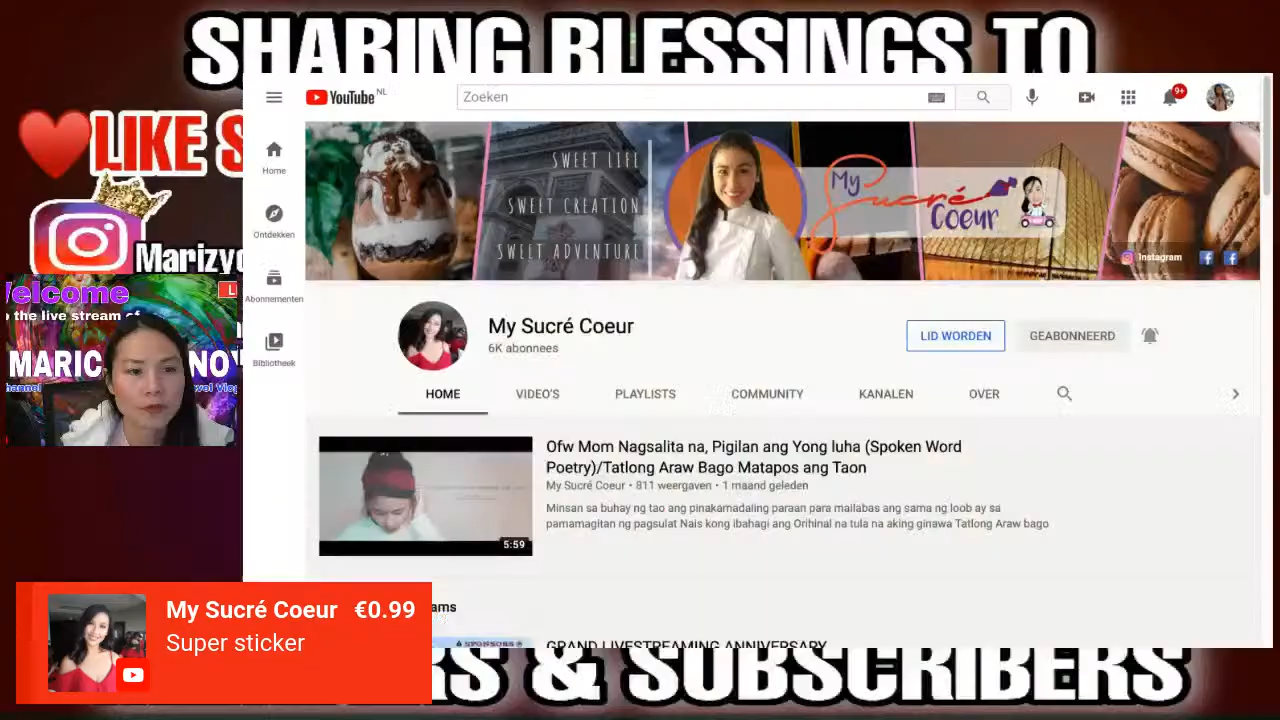 SHARING BLESSINGS TO
LIKE
YouTube NL
Zoeken
9+
Home
Ontdekken
Abonnementen
Bibliotheek
SWEET LIFE
SWEET CREATION
SWEET ADVENTURE
My
Sucré
Coeur
Instagram
Welcome
the live stream of
MARIC
NO
My Sucré Coeur
6K abonnees
LID WORDEN
GEABONNEERD
HOME
VIDEO'S
PLAYLISTS
COMMUNITY
KANALEN
OVER
Ofw Mom Nagsalita na, Pigilan ang Yong luha (Spoken Word
Poetry)/Tatlong Araw Bago Matapos ang Taon
My Sucré Coeur • 811 weergaven • 1 maand geleden
Minsan sa buhay ng tao ang pinakamadaling paraan para mailabas ang sama ng loob ay sa
pamamagitan ng pagsulat Nais kong ibahagi ang Orihinal na tula na aking ginawa Tatlong Araw bago
5:59
My Sucré Coeur €0.99
Super sticker
ams
SPONSORS
GRAND LIVESTREAMING ANNIVERSARY
RS & SUBSCRIBERS